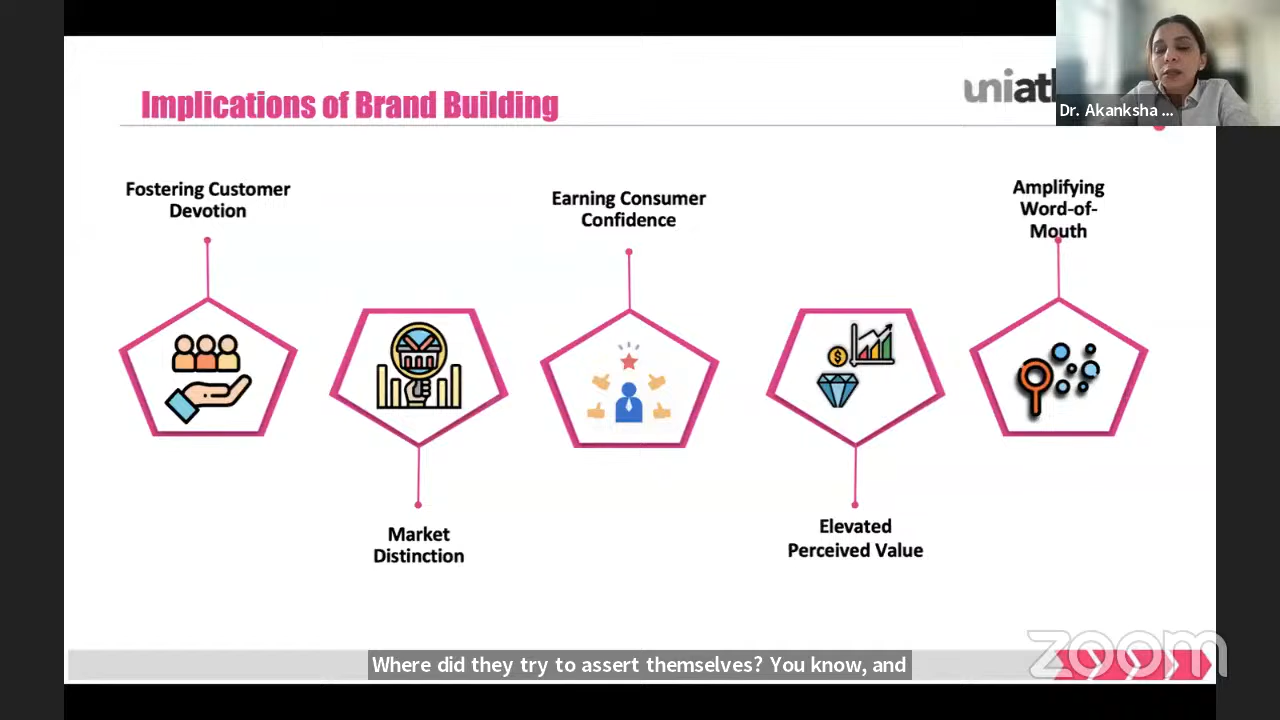 Implications of Brand Building
uniath
Dr. Akanksha ...
Fostering Customer
Devotion
Earning Consumer
Confidence
Amplifying
Word-of-
Mouth
Market
Distinction
Elevated
Perceived Value
Where did they try to assert themselves? You know, and
zoom